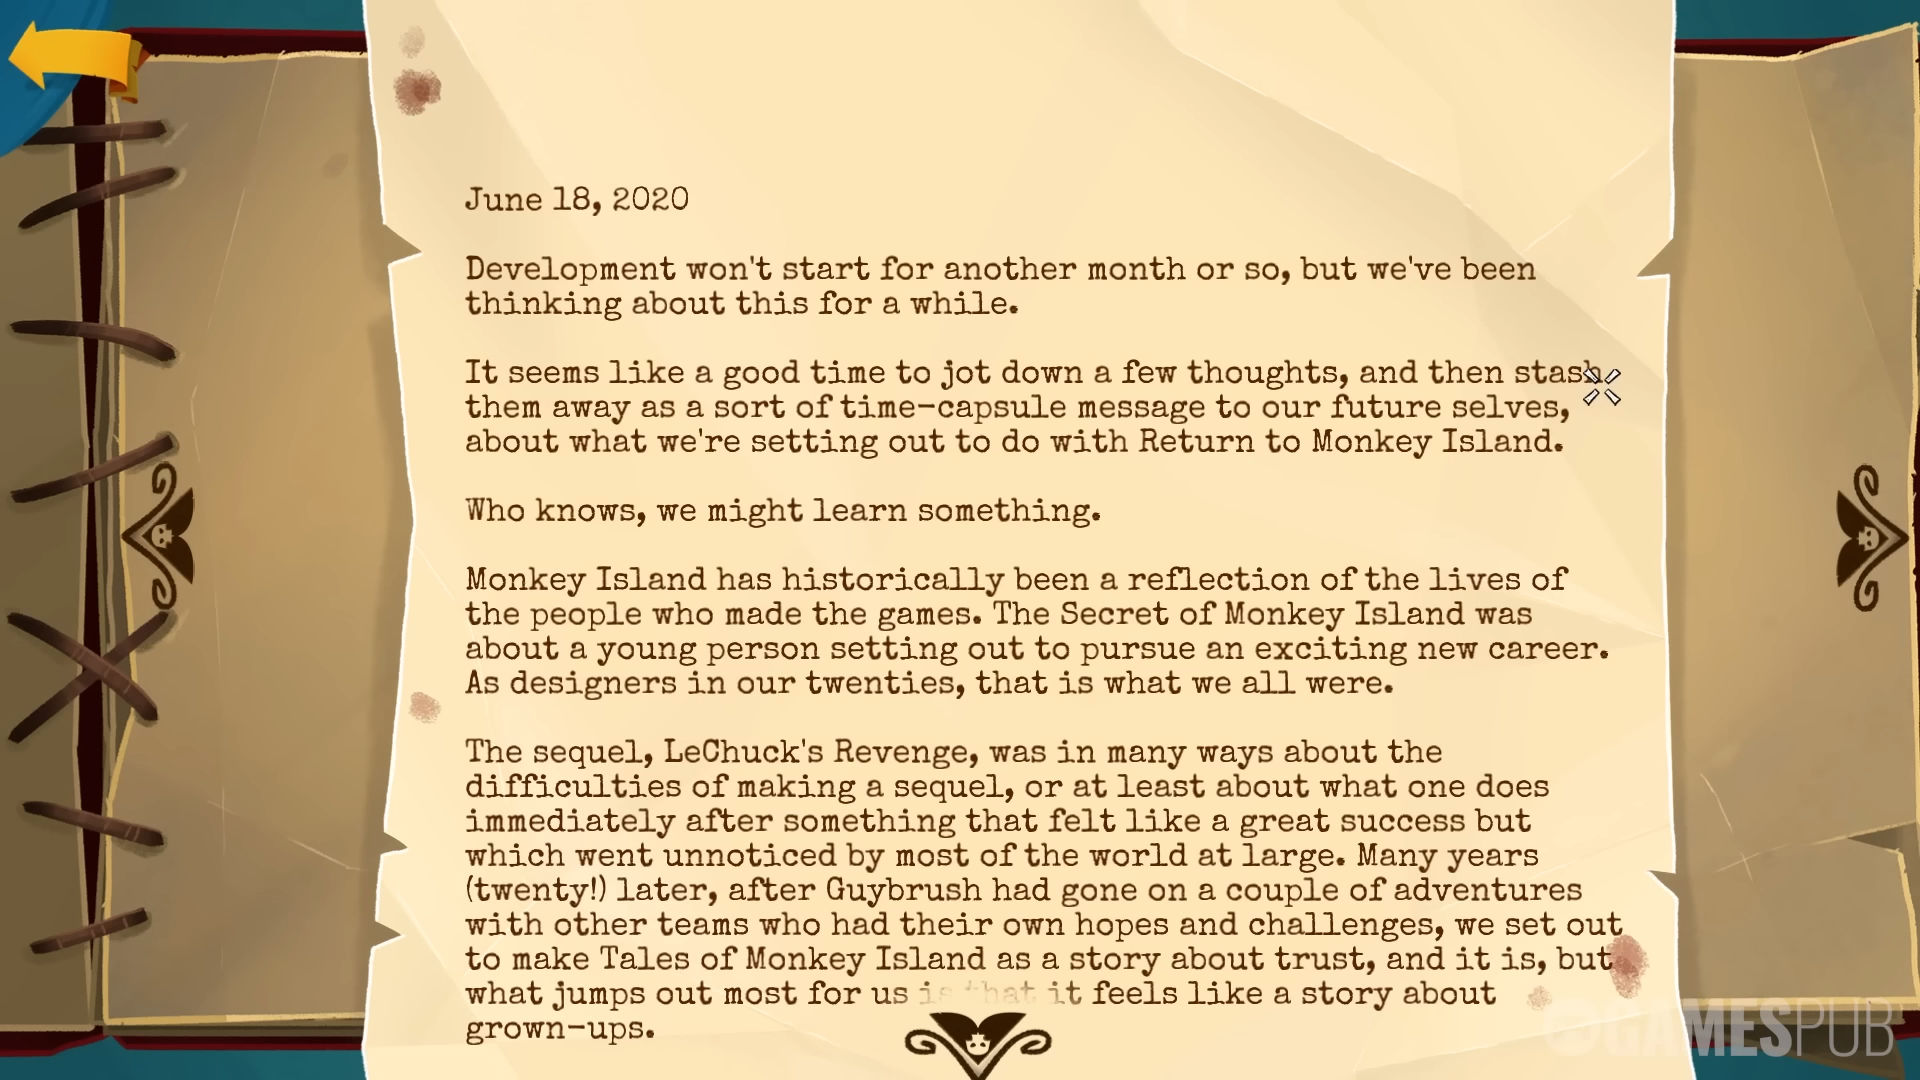 June 18, 2020
Development won't start for another month or so, but we've been
thinking about this for a while.
It seems like a good time to jot down a few thoughts, and then stash
them away as a sort of time-capsule message to our future selves,
about what we're setting out to do with Return to Monkey Island.
Who knows, we might learn something.
Monkey Island has historically been a reflection of the lives of
the people who made the games. The Secret of Monkey Island was
about a young person setting out to pursue an exciting new career.
As designers in our twenties, that is what we all were.
The sequel, LeChuck's Revenge, was in many ways about the
difficulties of making a sequel, or at least about what one does
immediately after something that felt like a great success but
which went unnoticed by most of the world at large. Many years
(twenty!) later, after Guybrush had gone on a couple of adventures
with other teams who had their own hopes and challenges, we set out
to make Tales of Monkey Island as a story about trust, and it is, but
what jumps out most for us is that it feels like a story about
grown-ups.
GAMESPUB